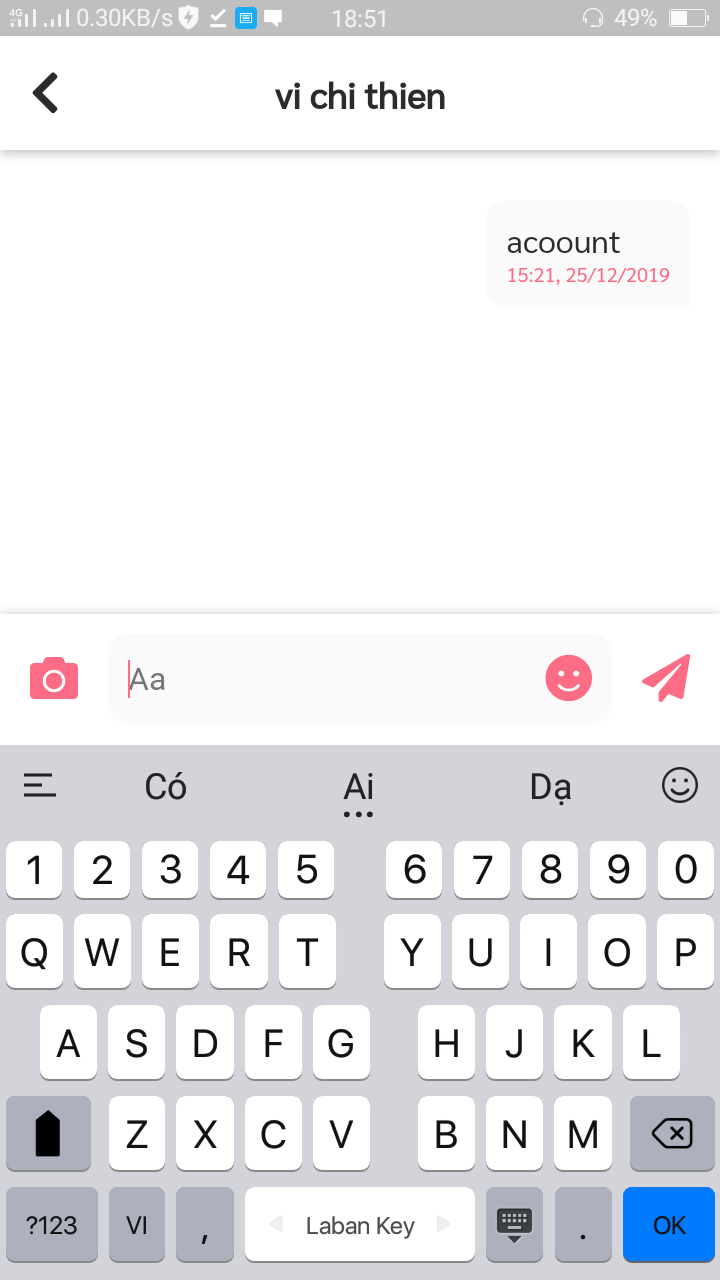 4G 0.30KB/s 18:51 49%
vi chi thien
acoount
15:21, 25/12/2019
Aa
Có Ai Dạ
1 2 3 4 5 6 7 8 9 0
Q W E R T Y U I O P
A S D F G H J K L
Z X C V B N M
?123 VI , Laban Key . OK